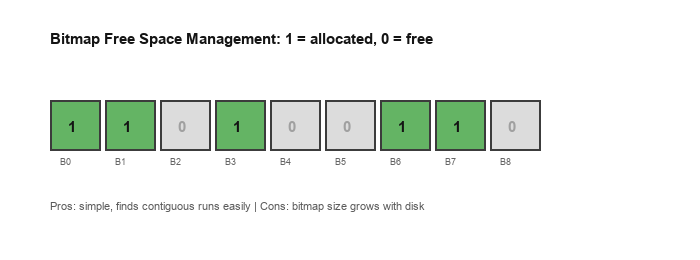 Bitmap Free Space Management: 1 = allocated, 0 = free
1 1 0 1 0 0 1 1 0
B0 B1 B2 B3 B4 B5 B6 B7 B8
Pros: simple, finds contiguous runs easily | Cons: bitmap size grows with disk